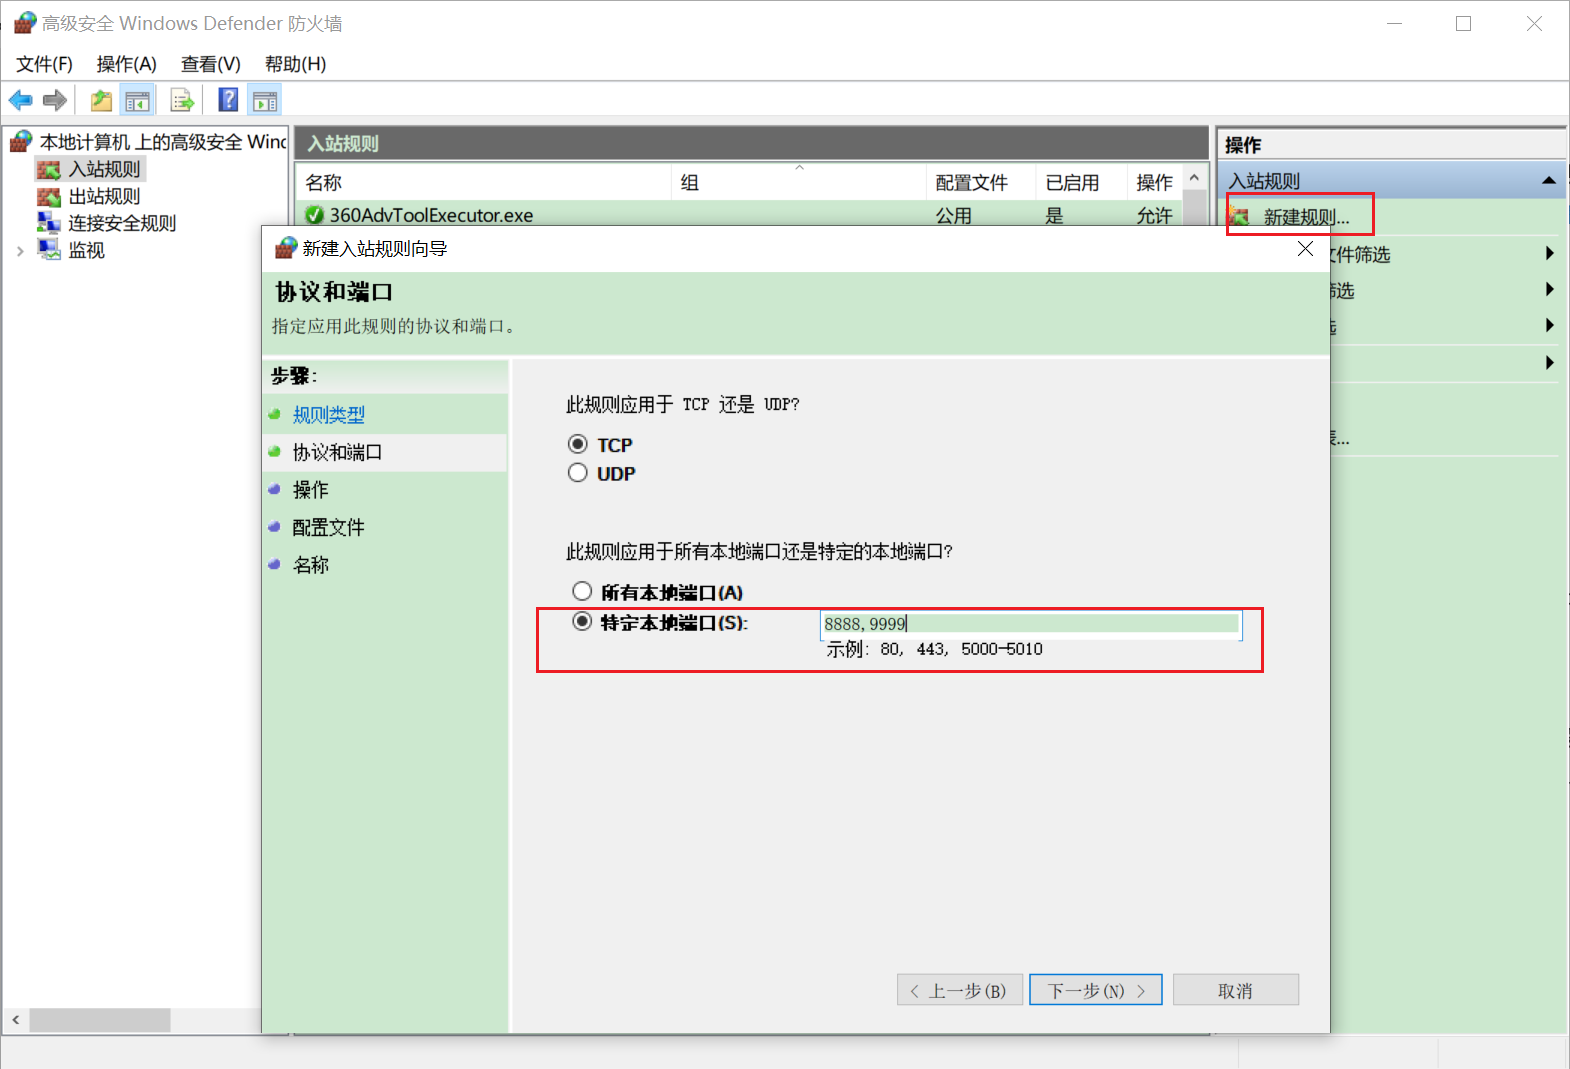 高级安全 Windows Defender 防火墙
文件(F) 操作(A) 查看(V) 帮助(H)
本地计算机 上的高级安全 Wind
入站规则
出站规则
连接安全规则
监视
入站规则
名称 组 配置文件 已启用 操作
360AdvToolExecutor.exe 公用 是 允许
操作
入站规则
新建规则...
文件筛选
筛选
选
表...
新建入站规则向导
协议和端口
指定应用此规则的协议和端口。
步骤:
规则类型
协议和端口
操作
配置文件
名称
此规则应用于 TCP 还是 UDP?
TCP
UDP
此规则应用于所有本地端口还是特定的本地端口?
所有本地端口(A)
特定本地端口(S): 8888,9999
示例: 80, 443, 5000-5010
< 上一步(B) 下一步(N) > 取消